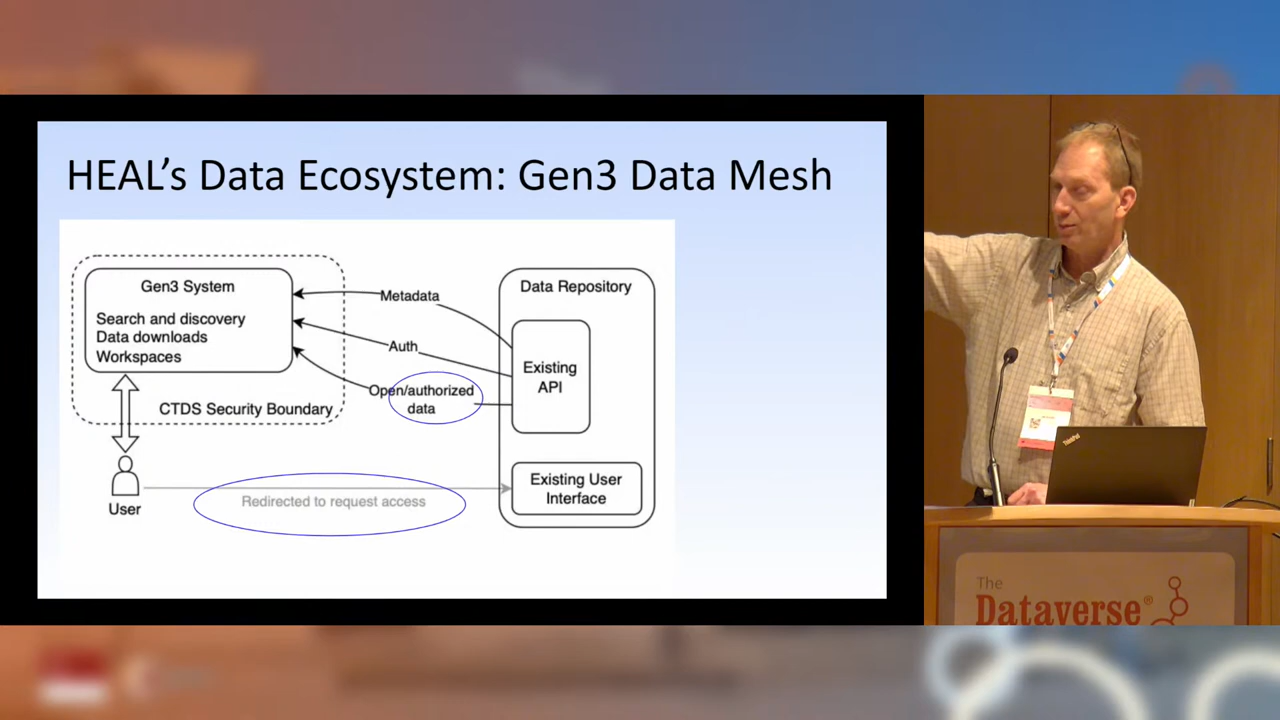 HEAL's Data Ecosystem: Gen3 Data Mesh
Gen3 System
Search and discovery
Data downloads
Workspaces
CTDS Security Boundary
User
Metadata
Auth
Open/authorized
data
Redirected to request access
Data Repository
Existing
API
Existing User
Interface
ThinkPad
The
Dataverse®